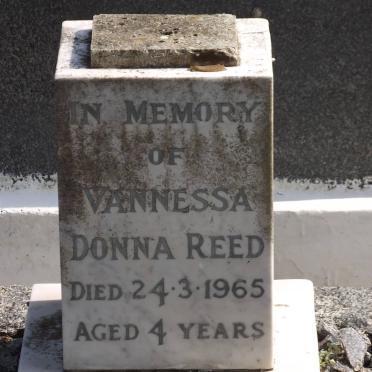 IN MEMORY
OF
VANNESSA
DONNA REED
DIED 24·3·1965
AGED 4 YEARS